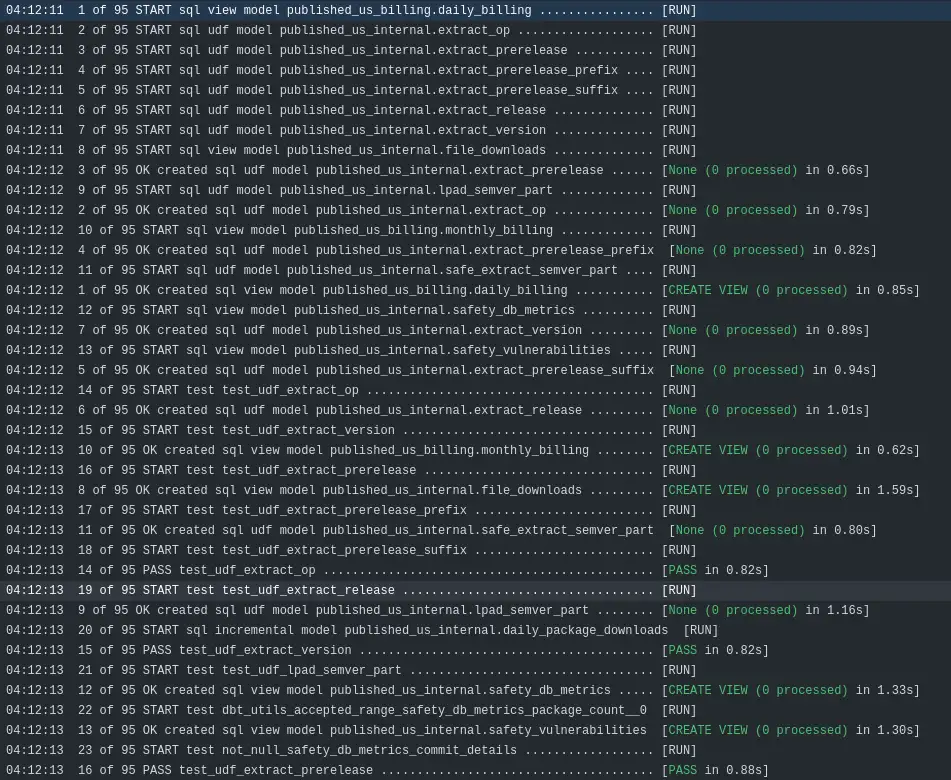 04:12:11  1 of 95 START sql view model published_us_billing.daily_billing ................ [RUN]
04:12:11  2 of 95 START sql udf model published_us_internal.extract_op ................... [RUN]
04:12:11  3 of 95 START sql udf model published_us_internal.extract_prerelease ........... [RUN]
04:12:11  4 of 95 START sql udf model published_us_internal.extract_prerelease_prefix .... [RUN]
04:12:11  5 of 95 START sql udf model published_us_internal.extract_prerelease_suffix .... [RUN]
04:12:11  6 of 95 START sql udf model published_us_internal.extract_release .............. [RUN]
04:12:11  7 of 95 START sql udf model published_us_internal.extract_version .............. [RUN]
04:12:11  8 of 95 START sql view model published_us_internal.file_downloads .............. [RUN]
04:12:12  3 of 95 OK created sql udf model published_us_internal.extract_prerelease ...... [None (0 processed) in 0.66s]
04:12:12  9 of 95 START sql udf model published_us_internal.lpad_semver_part ............. [RUN]
04:12:12  2 of 95 OK created sql udf model published_us_internal.extract_op .............. [None (0 processed) in 0.79s]
04:12:12  10 of 95 START sql view model published_us_billing.monthly_billing ............. [RUN]
04:12:12  4 of 95 OK created sql udf model published_us_internal.extract_prerelease_prefix  [None (0 processed) in 0.82s]
04:12:12  11 of 95 START sql udf model published_us_internal.safe_extract_semver_part .... [RUN]
04:12:12  1 of 95 OK created sql view model published_us_billing.daily_billing ........... [CREATE VIEW (0 processed) in 0.85s]
04:12:12  12 of 95 START sql view model published_us_internal.safety_db_metrics .......... [RUN]
04:12:12  7 of 95 OK created sql udf model published_us_internal.extract_version ......... [None (0 processed) in 0.89s]
04:12:12  13 of 95 START sql view model published_us_internal.safety_vulnerabilities ..... [RUN]
04:12:12  5 of 95 OK created sql udf model published_us_internal.extract_prerelease_suffix  [None (0 processed) in 0.94s]
04:12:12  14 of 95 START test test_udf_extract_op ........................................ [RUN]
04:12:12  6 of 95 OK created sql udf model published_us_internal.extract_release ......... [None (0 processed) in 1.01s]
04:12:12  15 of 95 START test test_udf_extract_version ................................... [RUN]
04:12:13  10 of 95 OK created sql view model published_us_billing.monthly_billing ........ [CREATE VIEW (0 processed) in 0.62s]
04:12:13  16 of 95 START test test_udf_extract_prerelease ................................ [RUN]
04:12:13  8 of 95 OK created sql view model published_us_internal.file_downloads ......... [CREATE VIEW (0 processed) in 1.59s]
04:12:13  17 of 95 START test test_udf_extract_prerelease_prefix ......................... [RUN]
04:12:13  11 of 95 OK created sql udf model published_us_internal.safe_extract_semver_part  [None (0 processed) in 0.80s]
04:12:13  18 of 95 START test test_udf_extract_prerelease_suffix ......................... [RUN]
04:12:13  14 of 95 PASS test_udf_extract_op .............................................. [PASS in 0.82s]
04:12:13  19 of 95 START test test_udf_extract_release ................................... [RUN]
04:12:13  9 of 95 OK created sql udf model published_us_internal.lpad_semver_part ........ [None (0 processed) in 1.16s]
04:12:13  20 of 95 START sql incremental model published_us_internal.daily_package_downloads  [RUN]
04:12:13  15 of 95 PASS test_udf_extract_version ......................................... [PASS in 0.82s]
04:12:13  21 of 95 START test test_udf_lpad_semver_part .................................. [RUN]
04:12:13  12 of 95 OK created sql view model published_us_internal.safety_db_metrics ..... [CREATE VIEW (0 processed) in 1.33s]
04:12:13  22 of 95 START test dbt_utils_accepted_range_safety_db_metrics_package_count__0  [RUN]
04:12:13  13 of 95 OK created sql view model published_us_internal.safety_vulnerabilities  [CREATE VIEW (0 processed) in 1.30s]
04:12:13  23 of 95 START test not_null_safety_db_metrics_commit_details .................. [RUN]
04:12:13  16 of 95 PASS test_udf_extract_prerelease ...................................... [PASS in 0.88s]